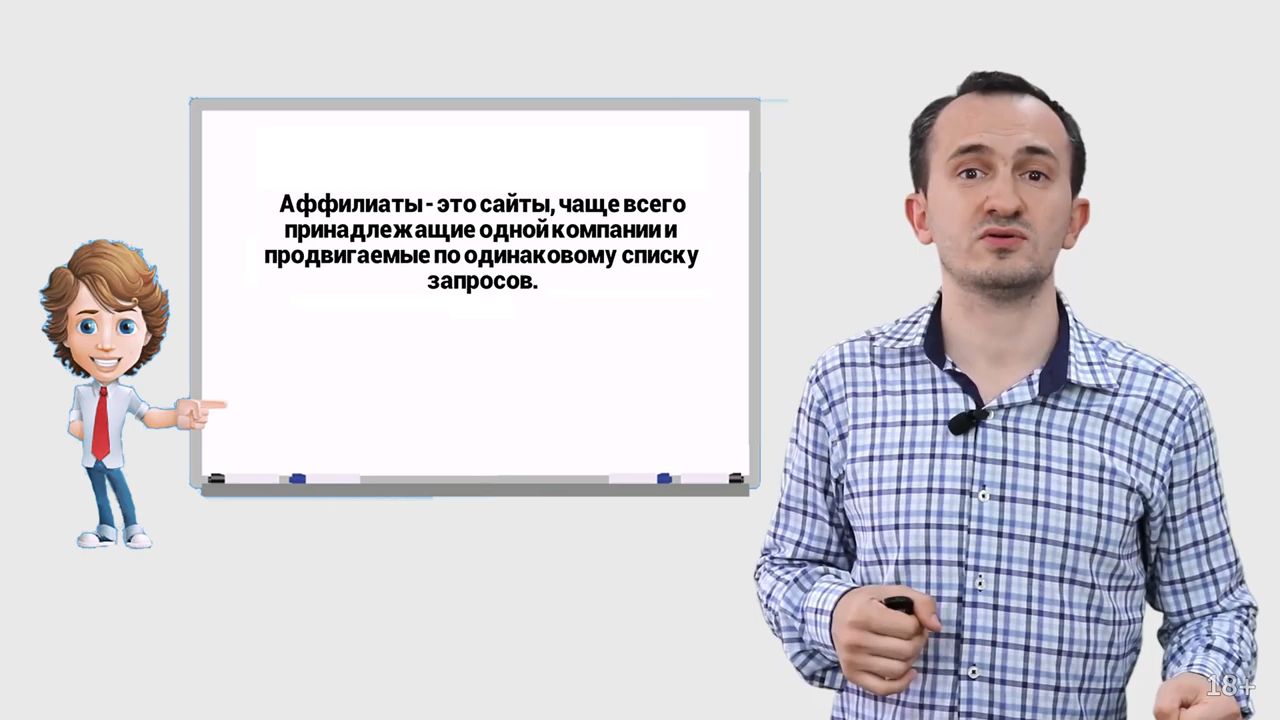 Аффилиаты - это сайты, чаще всего
принадлежащие одной компании и
продвигаемые по одинаковому списку
запросов.
18+